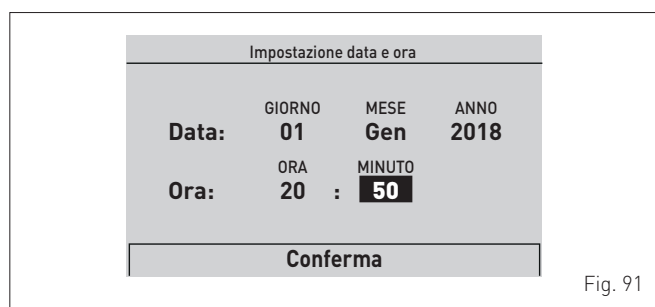 Impostazione data e ora
GIORNO MESE ANNO
Data: 01 Gen 2018
ORA MINUTO
Ora: 20 : 50
Conferma
Fig. 91